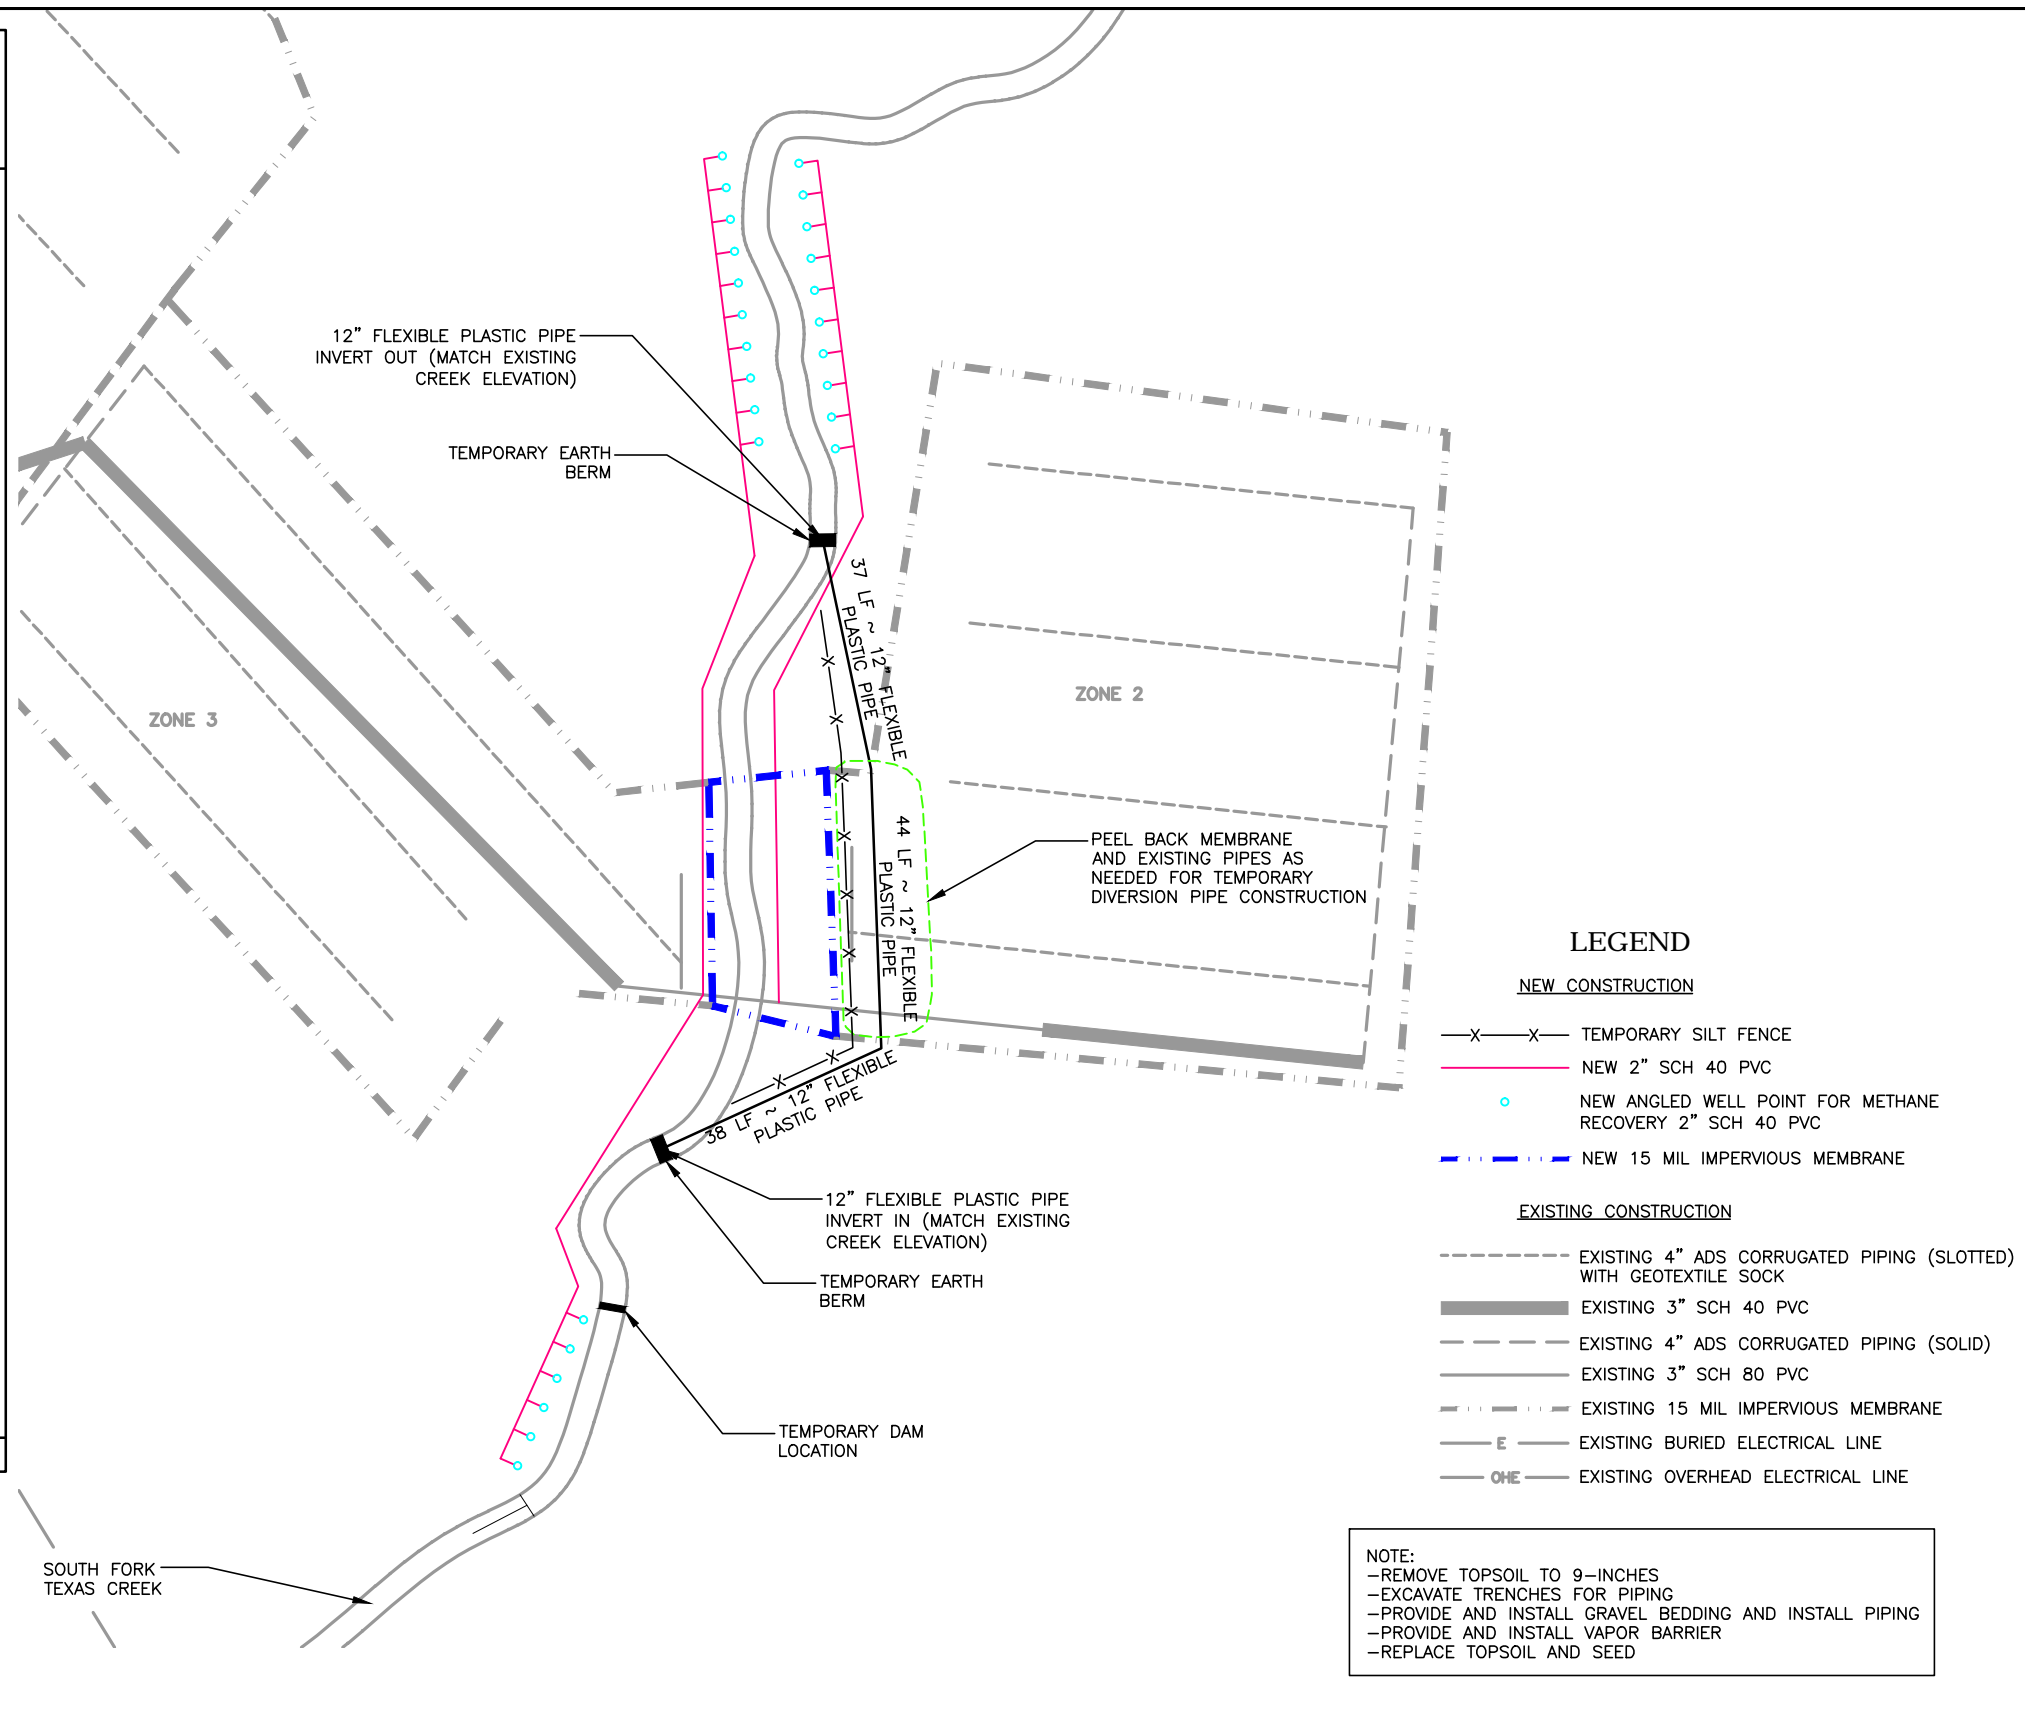 12" FLEXIBLE PLASTIC PIPE
INVERT OUT (MATCH EXISTING
CREEK ELEVATION)
TEMPORARY EARTH
BERM
37 LF ~ 12" FLEXIBLE
PLASTIC PIPE
ZONE 2
ZONE 3
44 LF ~ 12" FLEXIBLE
PLASTIC PIPE
PEEL BACK MEMBRANE
AND EXISTING PIPES AS
NEEDED FOR TEMPORARY
DIVERSION PIPE CONSTRUCTION
38 LF ~ 12" FLEXIBLE
PLASTIC PIPE
12" FLEXIBLE PLASTIC PIPE
INVERT IN (MATCH EXISTING
CREEK ELEVATION)
TEMPORARY EARTH
BERM
TEMPORARY DAM
LOCATION
SOUTH FORK
TEXAS CREEK
LEGEND
NEW CONSTRUCTION
X X TEMPORARY SILT FENCE
NEW 2" SCH 40 PVC
NEW ANGLED WELL POINT FOR METHANE
RECOVERY 2" SCH 40 PVC
NEW 15 MIL IMPERVIOUS MEMBRANE
EXISTING CONSTRUCTION
EXISTING 4" ADS CORRUGATED PIPING (SLOTTED)
WITH GEOTEXTILE SOCK
EXISTING 3" SCH 40 PVC
EXISTING 4" ADS CORRUGATED PIPING (SOLID)
EXISTING 3" SCH 80 PVC
EXISTING 15 MIL IMPERVIOUS MEMBRANE
E EXISTING BURIED ELECTRICAL LINE
OHE EXISTING OVERHEAD ELECTRICAL LINE
NOTE:
-REMOVE TOPSOIL TO 9-INCHES
-EXCAVATE TRENCHES FOR PIPING
-PROVIDE AND INSTALL GRAVEL BEDDING AND INSTALL PIPING
-PROVIDE AND INSTALL VAPOR BARRIER
-REPLACE TOPSOIL AND SEED